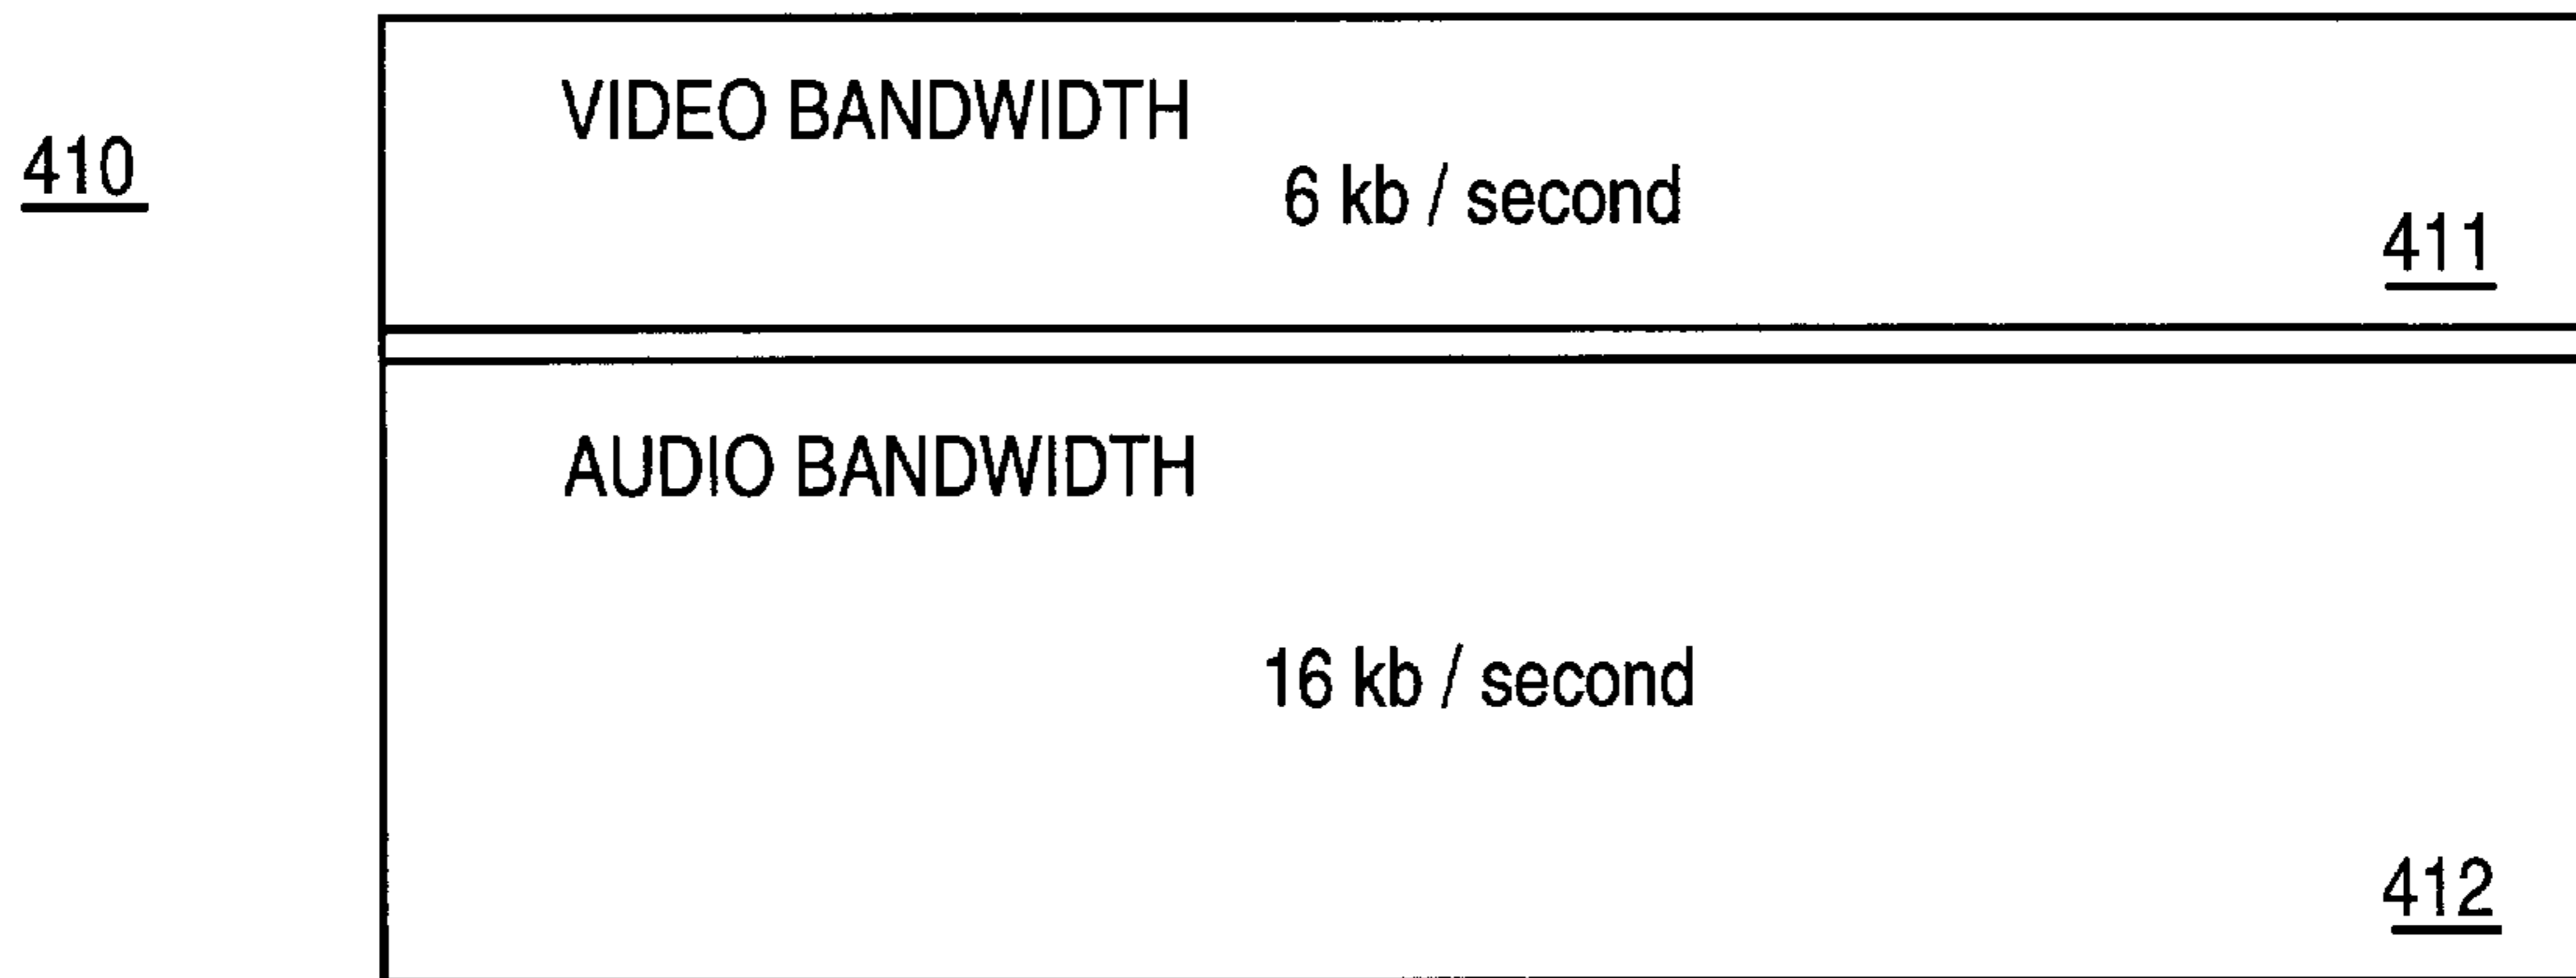 410
VIDEO BANDWIDTH
6 kb / second
411
AUDIO BANDWIDTH
16 kb / second
412